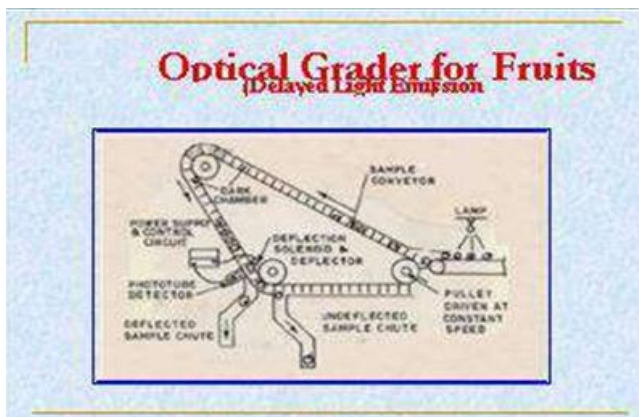 Optical Grader for Fruits
(Delayed Light Emission
SAMPLE
CONVEYOR
DARK
CHAMBER
LAMP
POWER SUPPLY
& CONTROL
CIRCUIT
DEFLECTION
SOLENOID &
DEFLECTOR
PHOTOTUBE
DETECTOR
PULLEY
DRIVEN AT
CONSTANT
SPEED
DEFLECTED
SAMPLE CHUTE
UNDEFLECTED
SAMPLE CHUTE